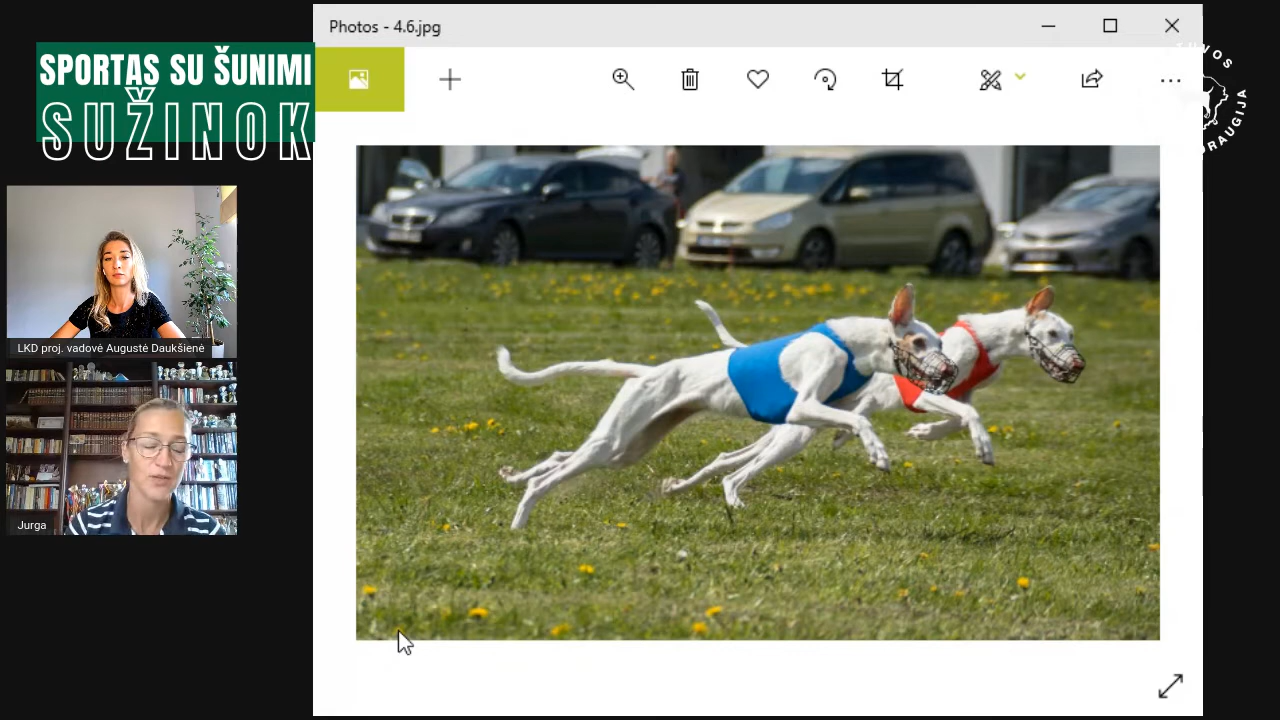 Photos - 4.6.jpg
SPORTAS SU ŠUNIMI
SUŽINOK
LKD proj. vadovė Augustė Daukšienė
Jurga